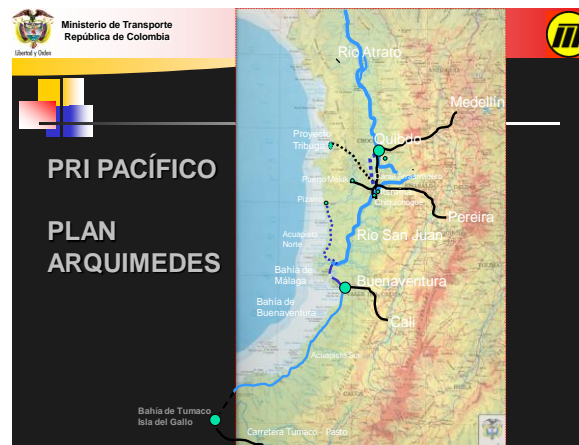 Ministerio de Transporte
República de Colombia
Libertad y Orden
PRI PACÍFICO
PLAN
ARQUIMEDES
Río Atrato
Medellín
Proyecto
Tribugá
Quibdo
Pizarro
Pereira
Acuapista
Norte
Río San Juan
Bahía de
Málaga
Buenaventura
Bahía de
Buenaventura
Cali
Acuapista Sur
Bahía de Tumaco
Isla del Gallo
Carretera Tumaco - Pasto